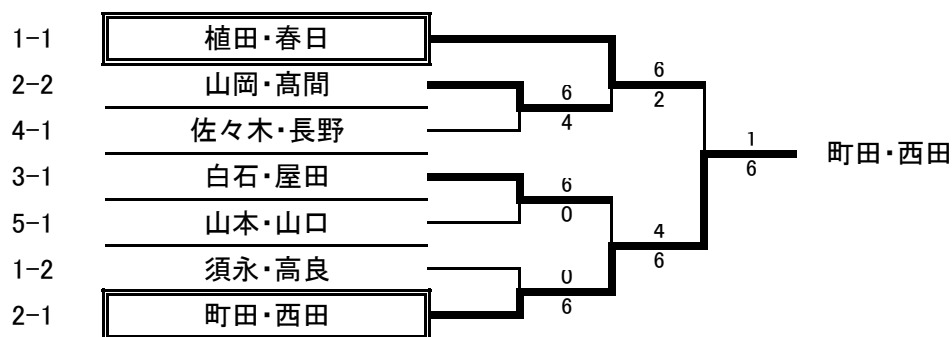 1-1 植田・春日
2-2 山岡・髙間
4-1 佐々木・長野
3-1 白石・屋田
5-1 山本・山口
1-2 須永・高良
2-1 町田・西田
6
4
6
0
0
6
6
2
4
6
1
6
町田・西田